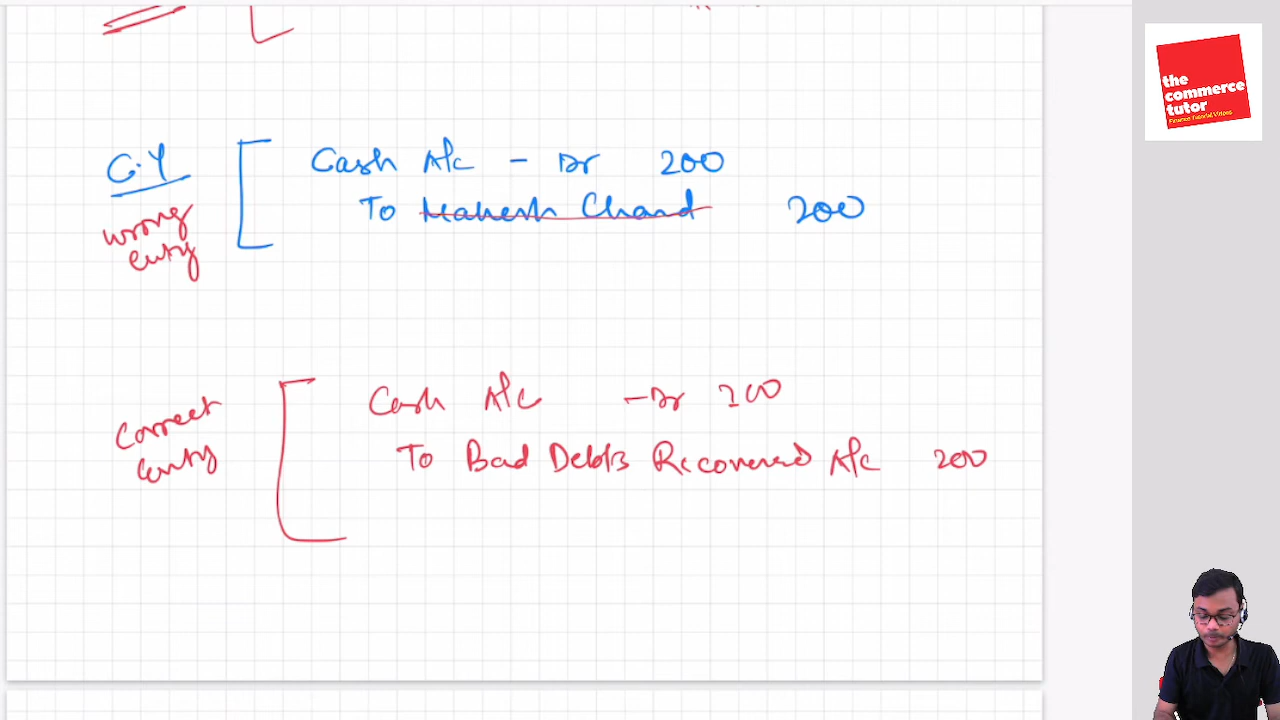 the
commerce
tutor
C.Y
Cash A/c - Dr 200
To Mahesh Chand 200
wrong
entry
correct
entry
Cash A/c - Dr 200
To Bad Debts Recovered A/c 200